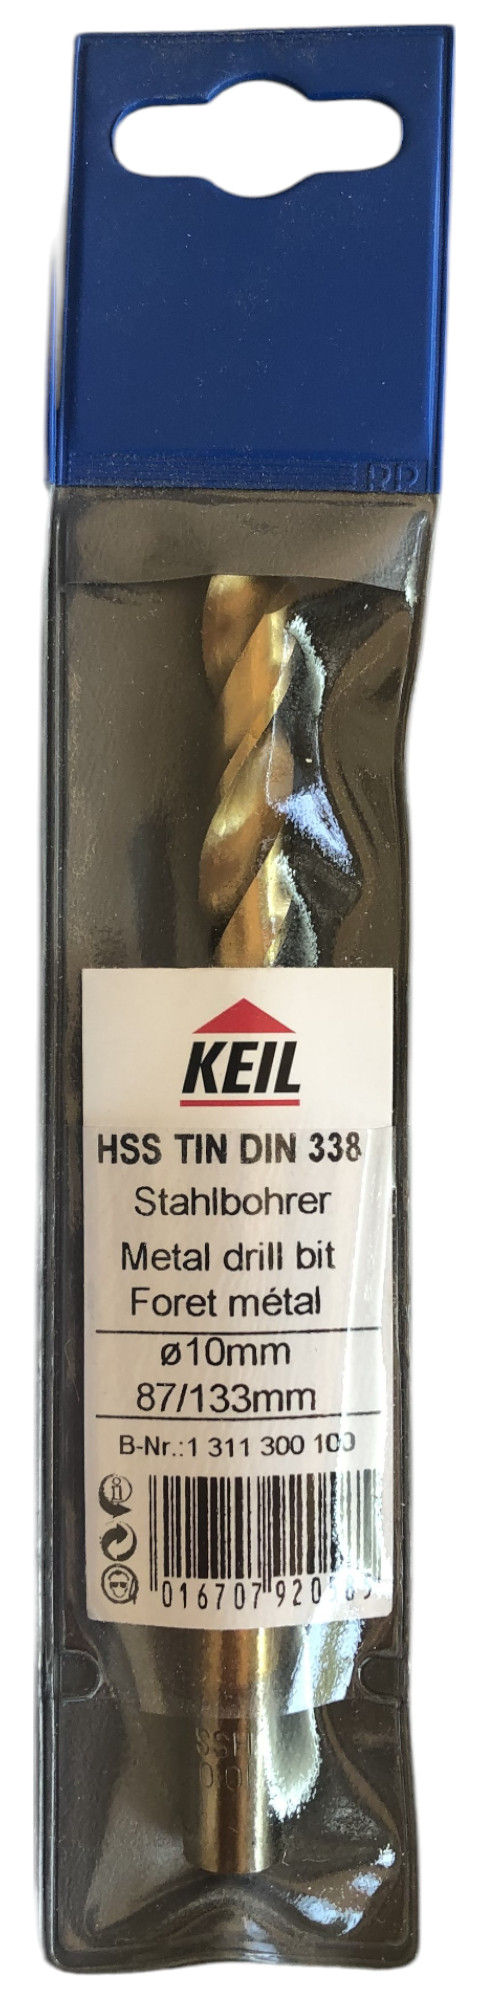 KEIL
HSS TIN DIN 338
Stahlbohrer
Metal drill bit
Foret métal
ø10mm
87/133mm
B-Nr.:1 311 300 100
HSS